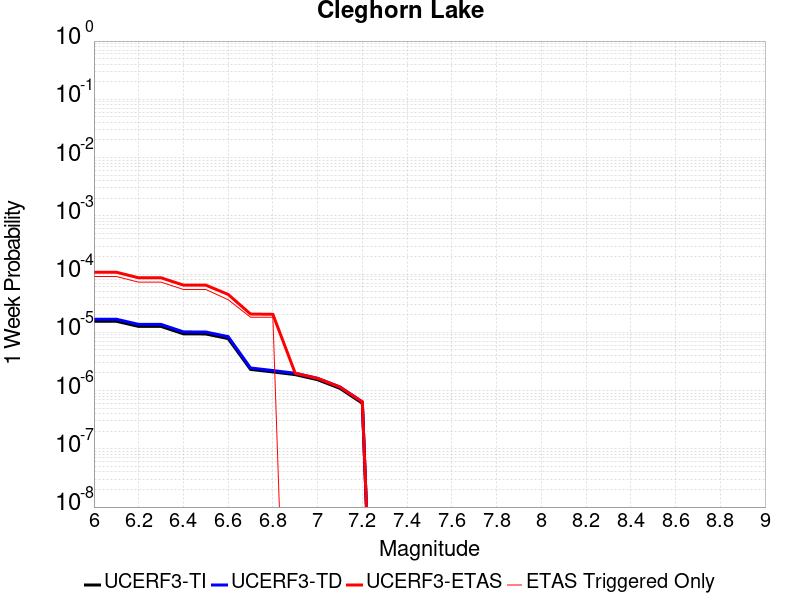 Cleghorn Lake
10^0
10^-1
10^-2
10^-3
10^-4
10^-5
10^-6
10^-7
10^-8
1 Week Probability
6 6.2 6.4 6.6 6.8 7 7.2 7.4 7.6 7.8 8 8.2 8.4 8.6 8.8 9
Magnitude
UCERF3-TI UCERF3-TD UCERF3-ETAS ETAS Triggered Only